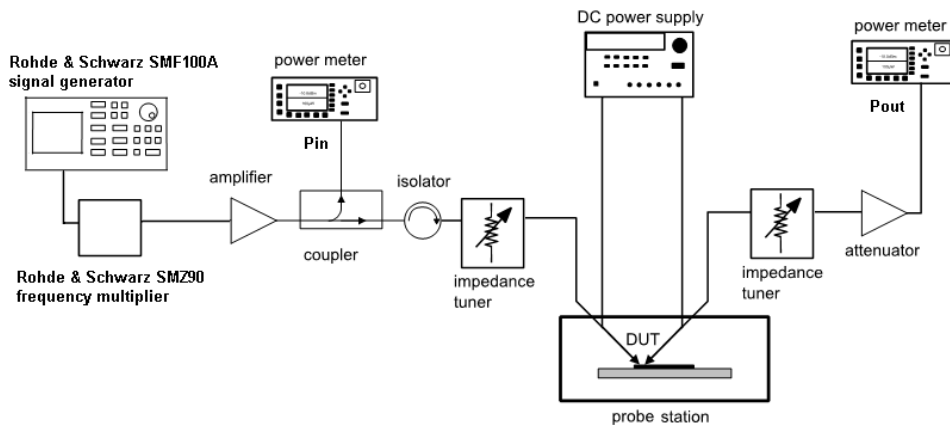 DC power supply
power meter
Rohde & Schwarz SMF100A
signal generator
power meter
Pin
Pout
amplifier
isolator
coupler
attenuator
Rohde & Schwarz SMZ90
frequency multiplier
impedance
tuner
impedance
tuner
DUT
probe station